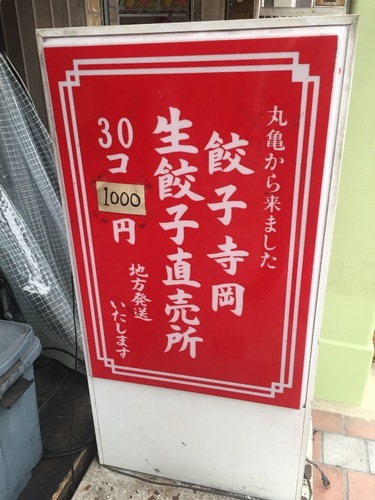 丸亀から来ました
餃子寺岡
生餃子直売所
30コ
1000
円
地方発送
いたします